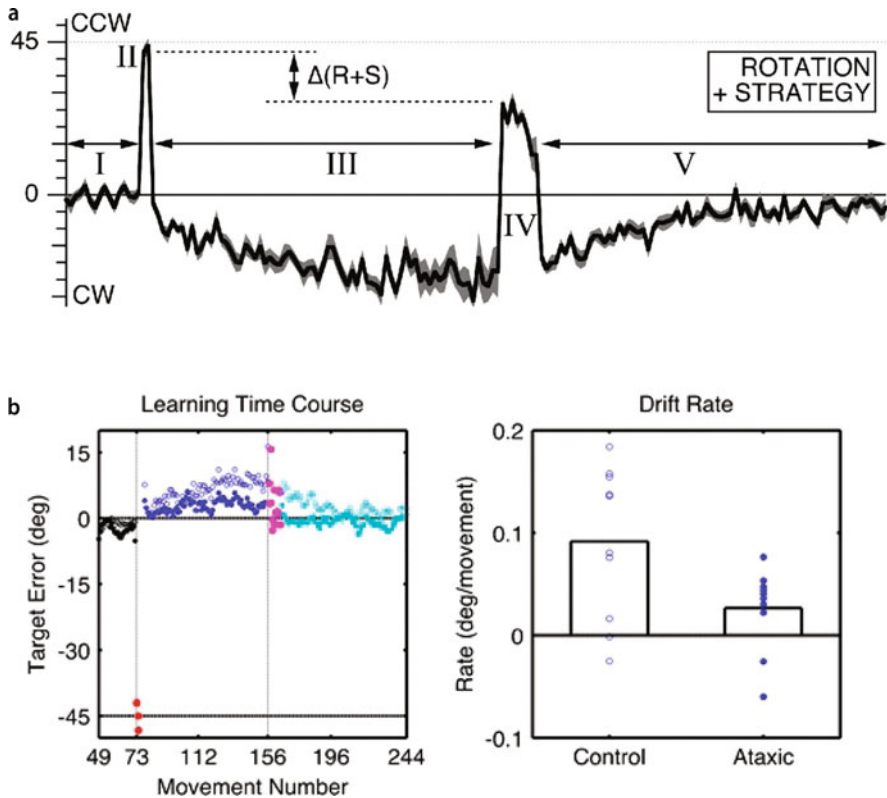 a
CCW
45
II
Δ(R+S)
ROTATION
+ STRATEGY
I
III
V
0
IV
CW
b
Learning Time Course
Target Error (deg)
15
0
-15
-30
-45
49 73 112 156 196 244
Movement Number
Drift Rate
Rate (deg/movement)
0.2
0.1
0
-0.1
Control Ataxic